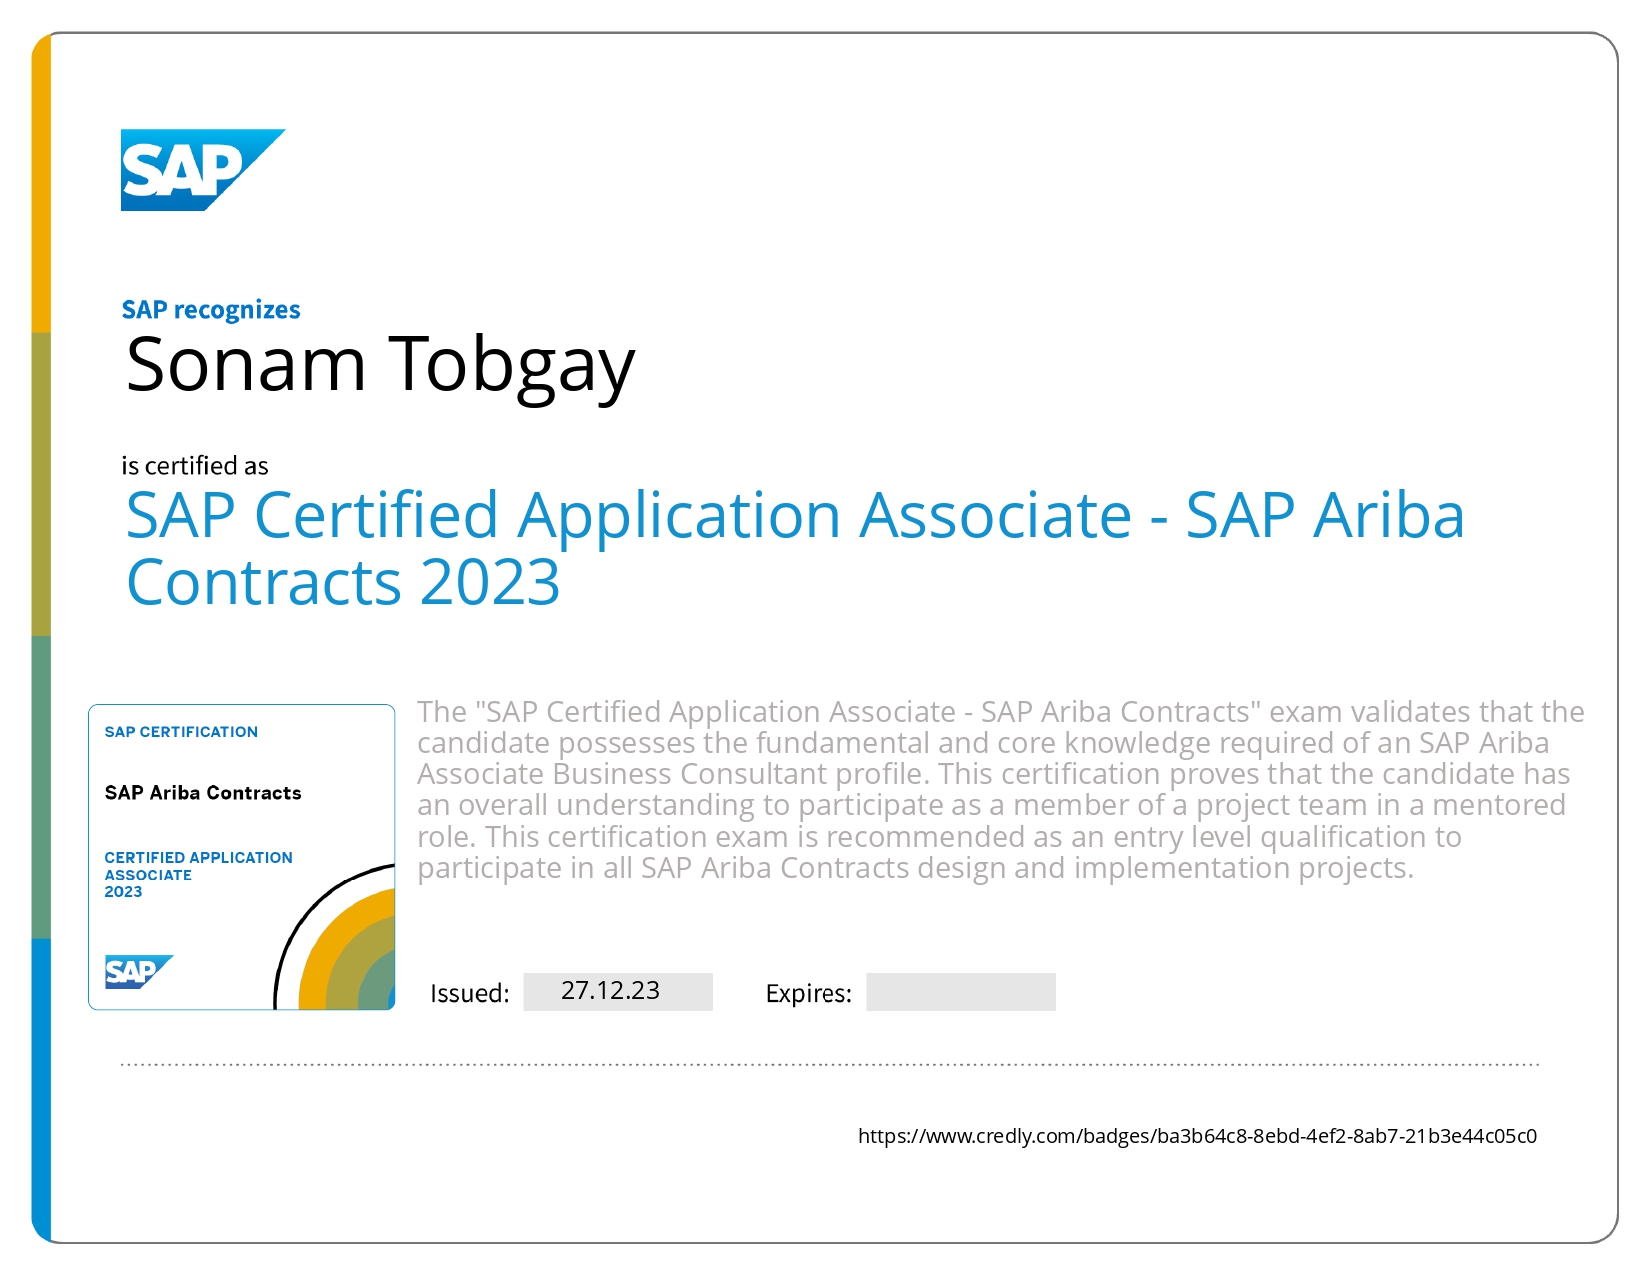 SAP
SAP recognizes
Sonam Tobgay
is certified as
SAP Certified Application Associate - SAP Ariba
Contracts 2023
SAP CERTIFICATION
SAP Ariba Contracts
CERTIFIED APPLICATION
ASSOCIATE
2023
SAP
The "SAP Certified Application Associate - SAP Ariba Contracts" exam validates that the
candidate possesses the fundamental and core knowledge required of an SAP Ariba
Associate Business Consultant profile. This certification proves that the candidate has
an overall understanding to participate as a member of a project team in a mentored
role. This certification exam is recommended as an entry level qualification to
participate in all SAP Ariba Contracts design and implementation projects.
Issued: 27.12.23 Expires:
https://www.credly.com/badges/ba3b64c8-8ebd-4ef2-8ab7-21b3e44c05c0